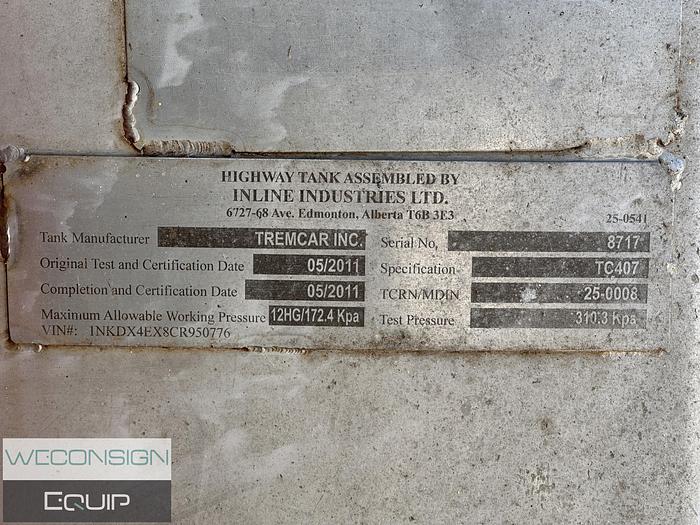 HIGHWAY TANK ASSEMBLED BY
INLINE INDUSTRIES LTD.
6727-68 Ave. Edmonton, Alberta T6B 3E3
25-0541
Tank Manufacturer TREMCAR INC. Serial No, 8717
Original Test and Certification Date 05/2011 Specification TC407
Completion and Certification Date 05/2011 TCRN/MDIN 25-0008
Maximum Allowable Working Pressure 12HG/172.4 Kpa Test Pressure 310.3 Kpa
VIN#: 1NKDX4EX8CR950776
WECONSIGN
EQUIP